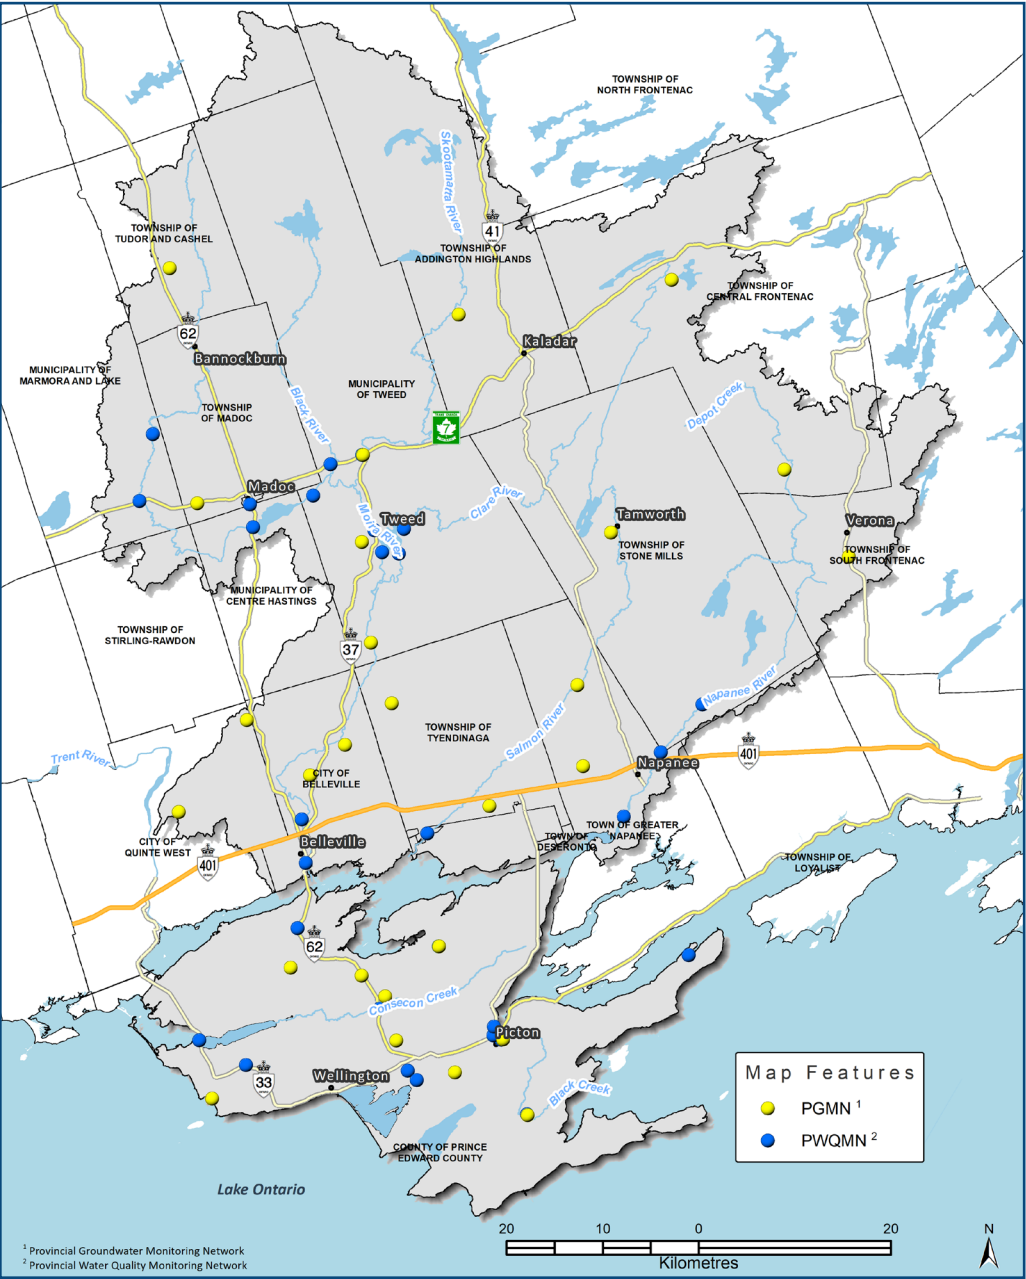 TOWNSHIP OF
NORTH FRONTENAC
Skootamatta River
41
TOWNSHIP OF
TUDOR AND CASHEL
TOWNSHIP OF
ADDINGTON HIGHLANDS
TOWNSHIP OF
CENTRAL FRONTENAC
62
Kaladar
Bannockburn
MUNICIPALITY OF
MARMORA AND LAKE
MUNICIPALITY
OF TWEED
TOWNSHIP
OF MADOC
Black River
Depot Creek
7
Madoc
Clare River
Moira River
Tweed
Tamworth
TOWNSHIP OF
STONE MILLS
Verona
TOWNSHIP OF
SOUTH FRONTENAC
MUNICIPALITY OF
CENTRE HASTINGS
TOWNSHIP OF
STIRLING-RAWDON
37
Napanee River
TOWNSHIP OF
TYENDINAGA
Salmon River
Trent River
401
Napanee
CITY OF
BELLEVILLE
TOWN OF GREATER
NAPANEE
TOWN OF
DESERONTO
Belleville
CITY OF
QUINTE WEST
401
TOWNSHIP OF
LOYALIST
62
Consecon Creek
Picton
Wellington
33
Black Creek
COUNTY OF PRINCE
EDWARD COUNTY
Lake Ontario
Map Features
PGMN 1
PWQMN 2
20 10 0 20
Kilometres
N
1 Provincial Groundwater Monitoring Network
2 Provincial Water Quality Monitoring Network